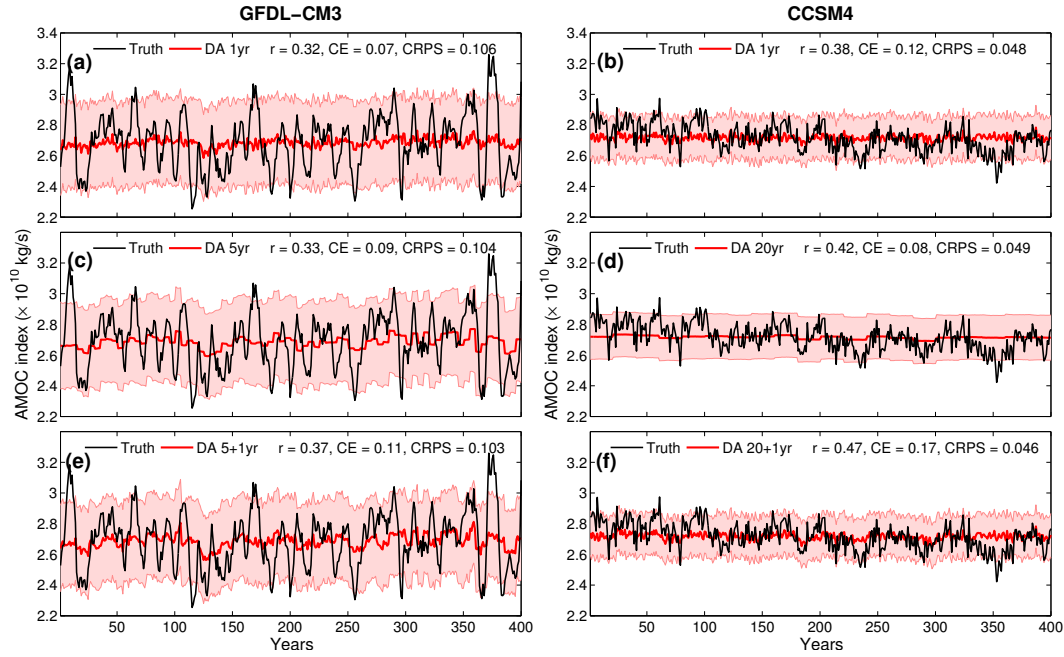 GFDL−CM3
CCSM4
3.4
3.2
3
2.8
2.6
2.4
2.2
(a)
Truth DA 1yr r = 0.32, CE = 0.07, CRPS = 0.106
3.4
3.2
3
2.8
2.6
2.4
2.2
(b)
Truth DA 1yr r = 0.38, CE = 0.12, CRPS = 0.048
AMOC index (× 10^10 kg/s)
3.2
3
2.8
2.6
2.4
2.2
(c)
Truth DA 5yr r = 0.33, CE = 0.09, CRPS = 0.104
AMOC index (× 10^10 kg/s)
3.2
3
2.8
2.6
2.4
2.2
(d)
Truth DA 20yr r = 0.42, CE = 0.08, CRPS = 0.049
3.2
3
2.8
2.6
2.4
2.2
(e)
Truth DA 5+1yr r = 0.37, CE = 0.11, CRPS = 0.103
50 100 150 200 250 300 350 400
Years
3.2
3
2.8
2.6
2.4
2.2
(f)
Truth DA 20+1yr r = 0.47, CE = 0.17, CRPS = 0.046
50 100 150 200 250 300 350 400
Years